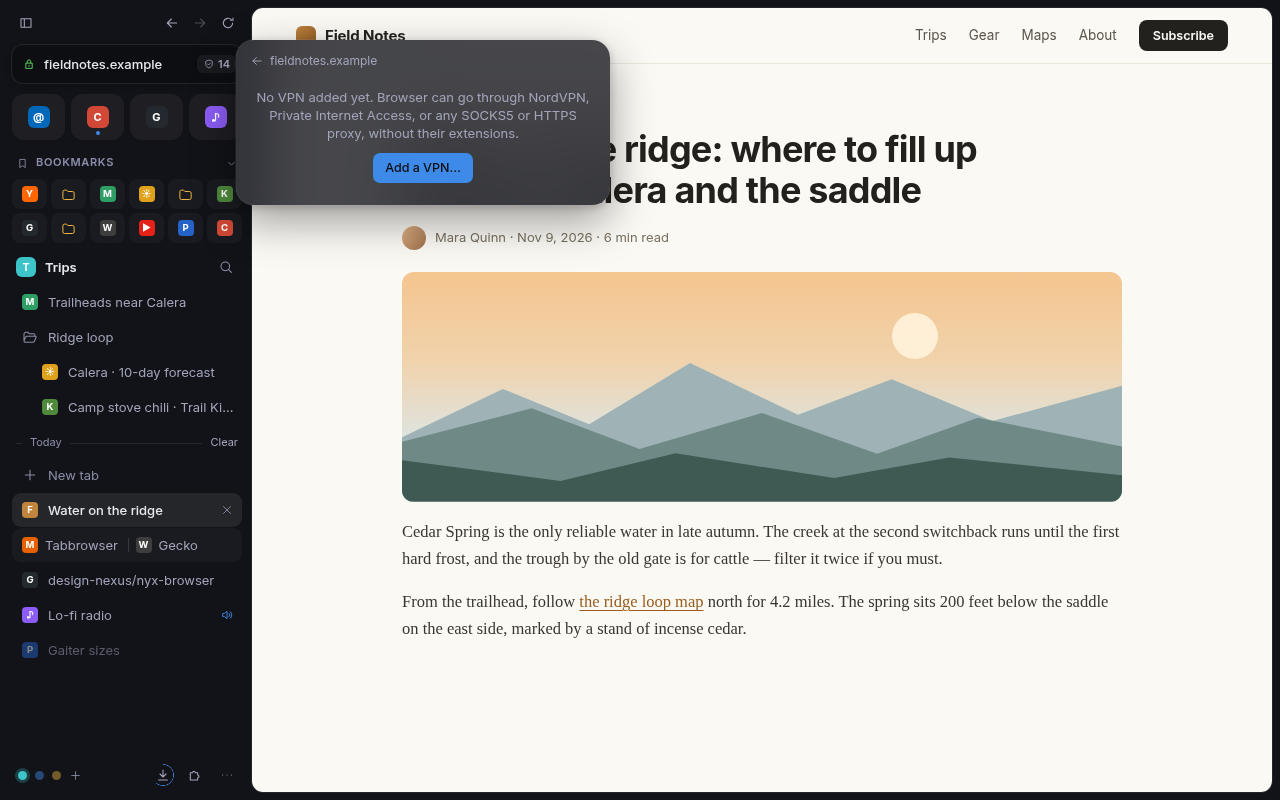 fieldnotes.example
14
@
C
G
BOOKMARKS
Y
M
K
G
W
P
C
T Trips
M Trailheads near Calera
Ridge loop
Calera · 10-day forecast
K Camp stove chili · Trail Ki...
Today
Clear
New tab
F Water on the ridge
M Tabbrowser
W Gecko
G design-nexus/nyx-browser
Lo-fi radio
P Gaiter sizes
fieldnotes.example
No VPN added yet. Browser can go through NordVPN,
Private Internet Access, or any SOCKS5 or HTTPS
proxy, without their extensions.
Add a VPN...
Field Notes
Trips
Gear
Maps
About
Subscribe
ridge: where to fill up
and the saddle
Mara Quinn · Nov 9, 2026 · 6 min read
Cedar Spring is the only reliable water in late autumn. The creek at the second switchback runs until the first
hard frost, and the trough by the old gate is for cattle — filter it twice if you must.
From the trailhead, follow the ridge loop map north for 4.2 miles. The spring sits 200 feet below the saddle
on the east side, marked by a stand of incense cedar.